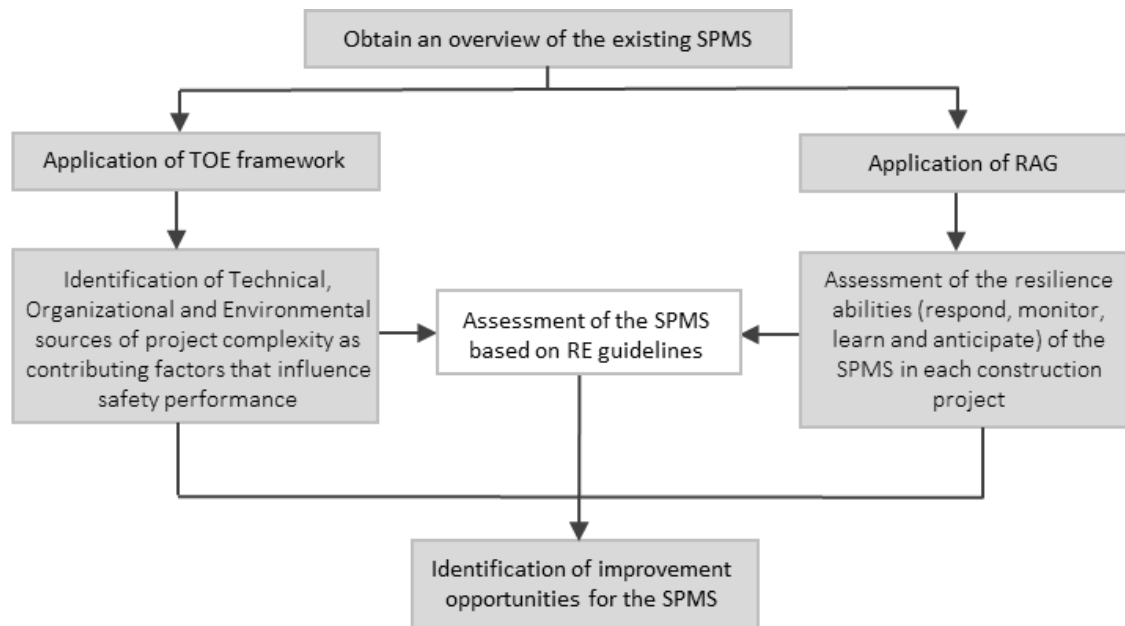 Obtain an overview of the existing SPMS
Application of TOE framework
Application of RAG
Identification of Technical,
Organizational and Environmental
sources of project complexity as
contributing factors that influence
safety performance
Assessment of the SPMS
based on RE guidelines
Assessment of the resilience
abilities (respond, monitor,
learn and anticipate) of the
SPMS in each construction
project
Identification of improvement
opportunities for the SPMS